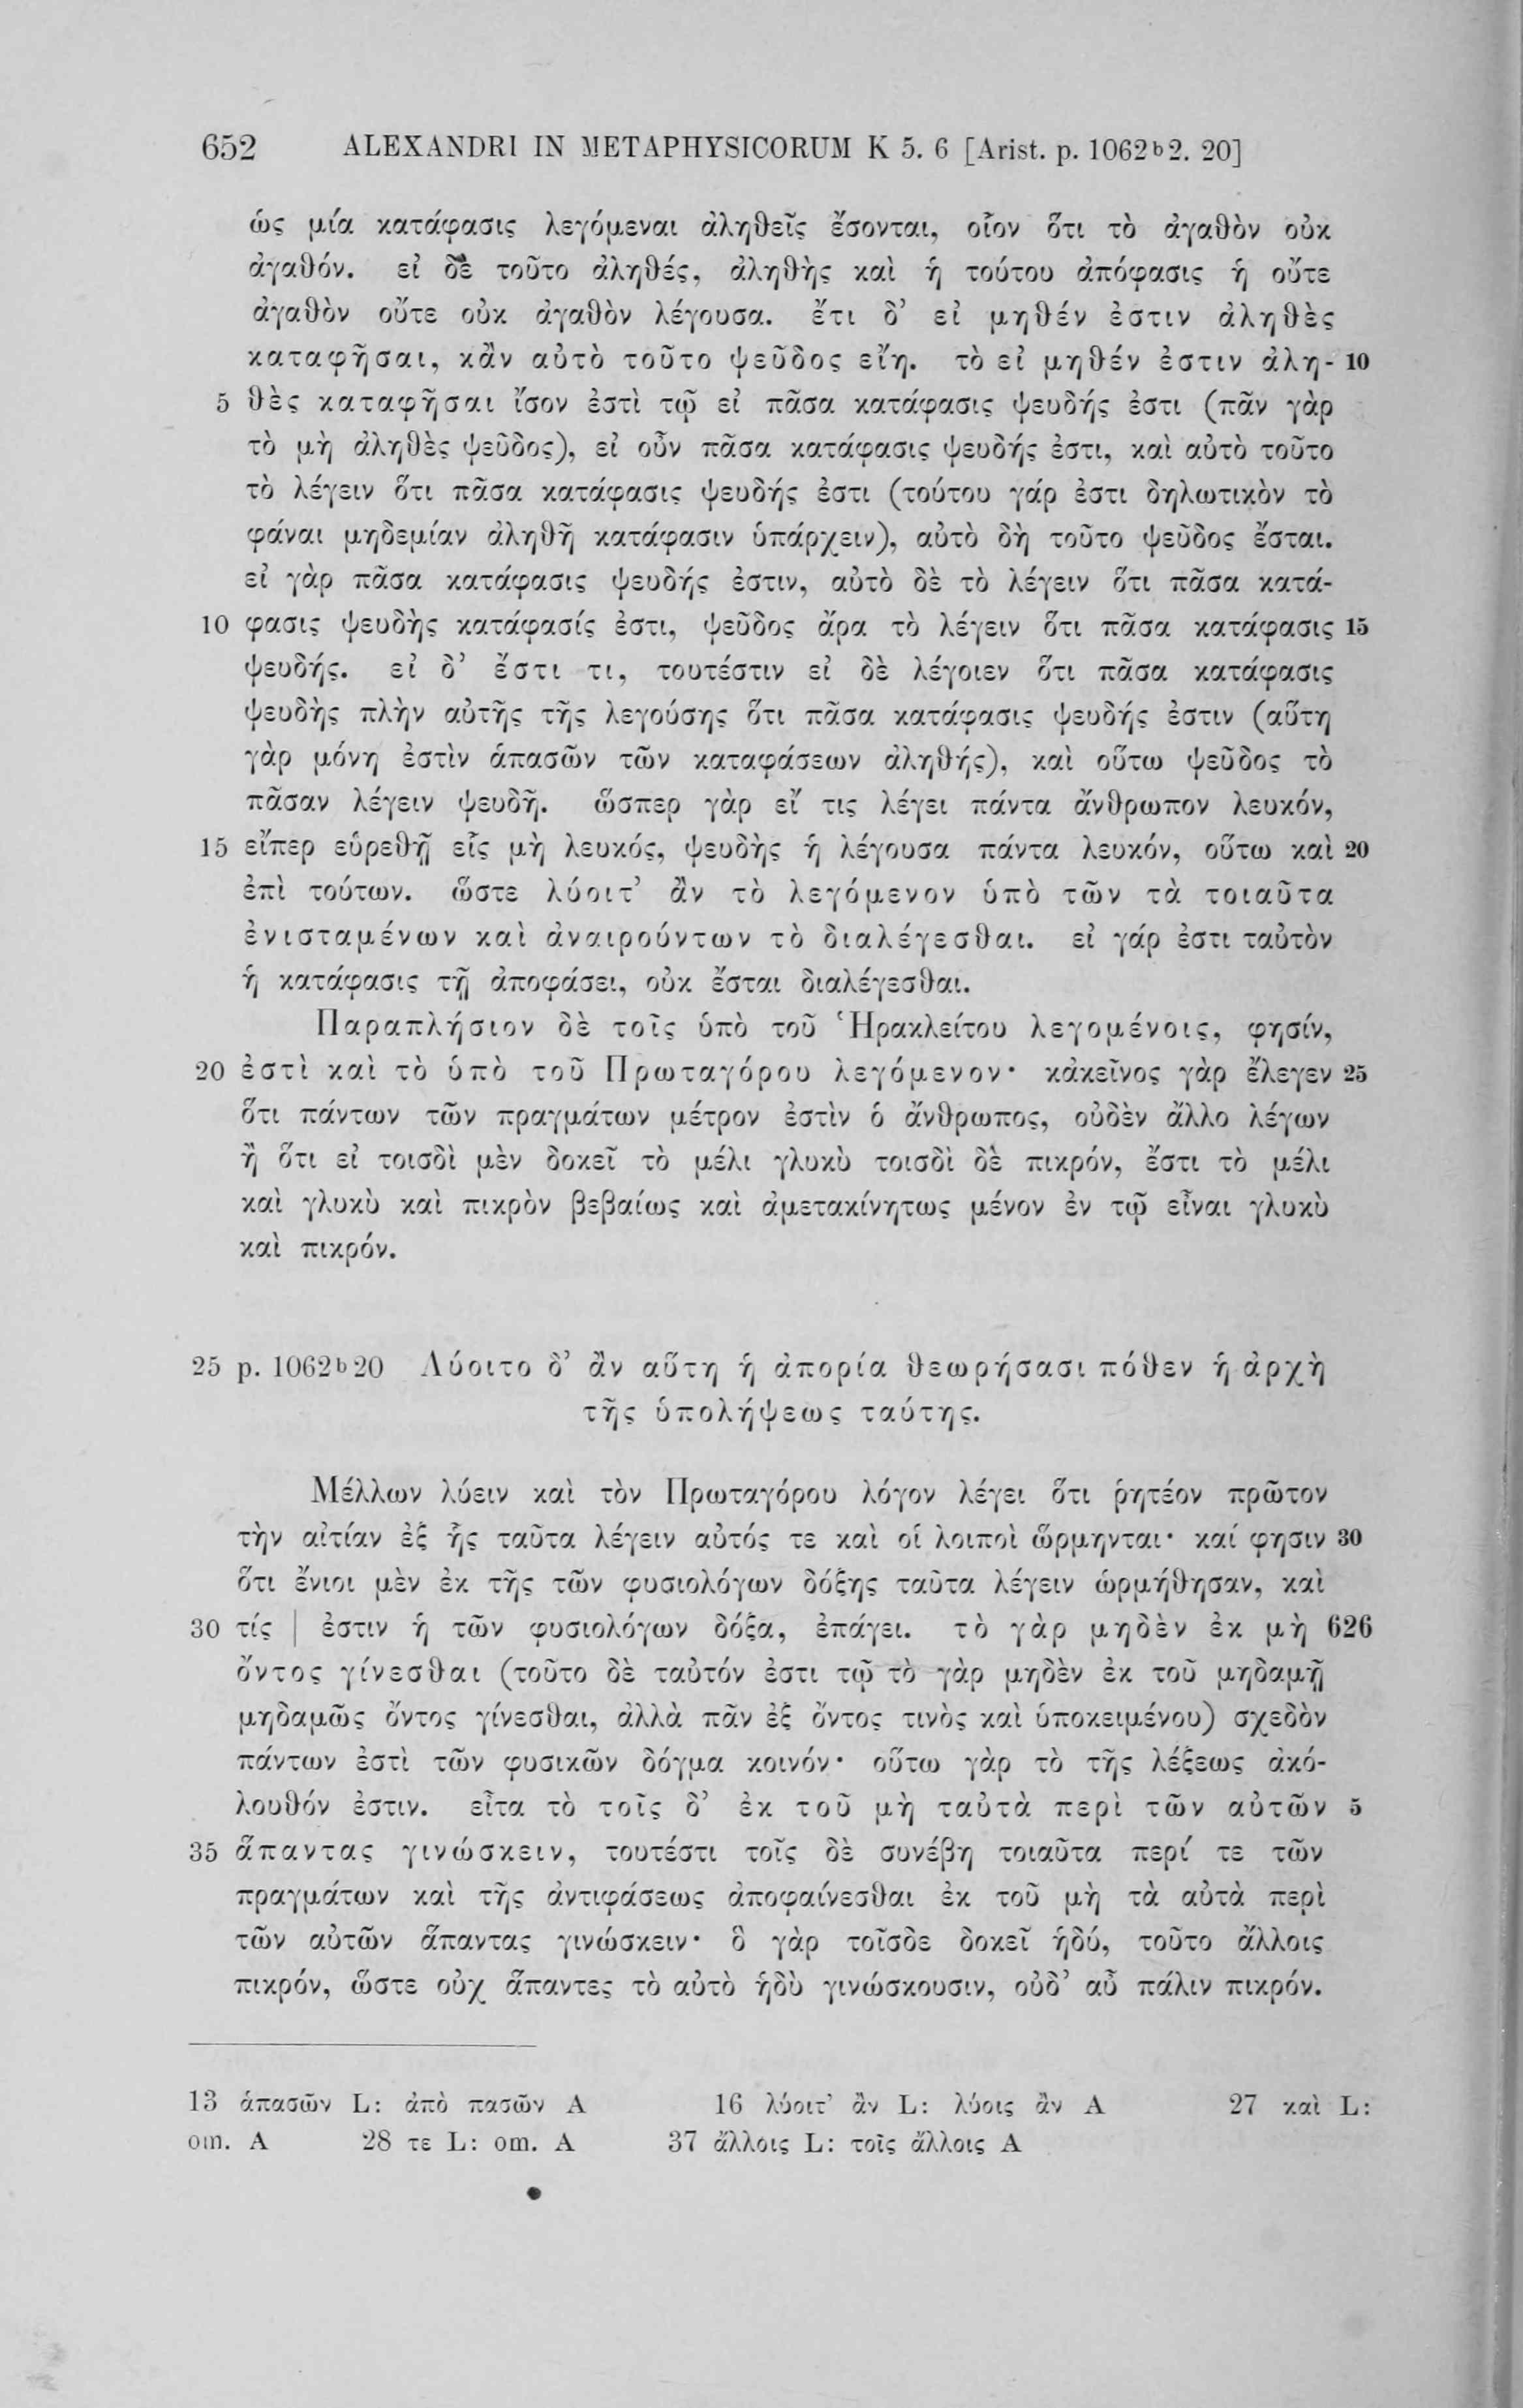 652 ALEXANDRI IN METAPHYSICORUM K 5. 6 [Arist. p. 1062ᵇ2. 20]
ὡς μία κατάφασις λεγόμεναι ἀληθεῖς ἔσονται, οἷον ὅτι τὸ ἀγαθὸν οὐκ
ἀγαθόν. εἰ δὲ τοῦτο ἀληθές, ἀληθὴς καὶ ἡ τούτου ἀπόφασις ἡ οὔτε
ἀγαθὸν οὔτε οὐκ ἀγαθὸν λέγουσα. ἔτι δ’ εἰ μηθέν ἐστιν ἀληθὲς
καταφῆσαι, κἂν αὐτὸ τοῦτο ψεῦδος εἴη. τὸ εἰ μηθέν ἐστιν ἀλη- 10
5 θὲς καταφῆσαι ἴσον ἐστὶ τῷ εἰ πᾶσα κατάφασις ψευδής ἐστι (πᾶν γὰρ
τὸ μὴ ἀληθὲς ψεῦδος), εἰ οὖν πᾶσα κατάφασις ψευδής ἐστι, καὶ αὐτὸ τοῦτο
τὸ λέγειν ὅτι πᾶσα κατάφασις ψευδής ἐστι (τούτου γάρ ἐστι δηλωτικὸν τὸ
φάναι μηδεμίαν ἀληθῆ κατάφασιν ὑπάρχειν), αὐτὸ δὴ τοῦτο ψεῦδος ἔσται.
εἰ γὰρ πᾶσα κατάφασις ψευδής ἐστιν, αὐτὸ δὲ τὸ λέγειν ὅτι πᾶσα κατά-
10 φασις ψευδὴς κατάφασίς ἐστι, ψεῦδος ἄρα τὸ λέγειν ὅτι πᾶσα κατάφασις 15
ψευδής. εἰ δ’ ἔστι τι, τουτέστιν εἰ δὲ λέγοιεν ὅτι πᾶσα κατάφασις
ψευδὴς πλὴν αὐτῆς τῆς λεγούσης ὅτι πᾶσα κατάφασις ψευδής ἐστιν (αὕτη
γὰρ μόνη ἐστὶν ἁπασῶν τῶν καταφάσεων ἀληθής), καὶ οὕτω ψεῦδος τὸ
πᾶσαν λέγειν ψευδῆ. ὥσπερ γὰρ εἴ τις λέγει πάντα ἄνθρωπον λευκόν,
15 εἴπερ εὑρεθῇ εἷς μὴ λευκός, ψευδὴς ἡ λέγουσα πάντα λευκόν, οὕτω καὶ 20
ἐπὶ τούτων. ὥστε λύοιτ’ ἂν τὸ λεγόμενον ὑπὸ τῶν τὰ τοιαῦτα
ἐνισταμένων καὶ ἀναιρούντων τὸ διαλέγεσθαι. εἰ γάρ ἐστι ταὐτὸν
ἡ κατάφασις τῇ ἀποφάσει, οὐκ ἔσται διαλέγεσθαι.
Παραπλήσιον δὲ τοῖς ὑπὸ τοῦ Ἡρακλείτου λεγομένοις, φησίν,
20 ἐστὶ καὶ τὸ ὑπὸ τοῦ Πρωταγόρου λεγόμενον· κἀκεῖνος γὰρ ἔλεγεν 25
ὅτι πάντων τῶν πραγμάτων μέτρον ἐστὶν ὁ ἄνθρωπος, οὐδὲν ἄλλο λέγων
ἢ ὅτι εἰ τοισδὶ μὲν δοκεῖ τὸ μέλι γλυκὺ τοισδὶ δὲ πικρόν, ἔστι τὸ μέλι
καὶ γλυκὺ καὶ πικρὸν βεβαίως καὶ ἀμετακίνητως μένον ἐν τῷ εἶναι γλυκὺ
καὶ πικρόν.
25 p. 1062ᵇ20 Λύοιτο δ’ ἂν αὕτη ἡ ἀπορία θεωρήσασι πόθεν ἡ ἀρχὴ
τῆς ὑπολήψεως ταύτης.
Μέλλων λύειν καὶ τὸν Πρωταγόρου λόγον λέγει ὅτι ῥητέον πρῶτον
τὴν αἰτίαν ἐξ ἧς ταῦτα λέγειν αὐτός τε καὶ οἱ λοιποὶ ὥρμηνται· καί φησιν 30
ὅτι ἔνιοι μὲν ἐκ τῆς τῶν φυσιολόγων δόξης ταῦτα λέγειν ὡρμήθησαν, καὶ
30 τίς | ἐστιν ἡ τῶν φυσιολόγων δόξα, ἐπάγει. τὸ γὰρ μηδὲν ἐκ μὴ 626
ὄντος γίνεσθαι (τοῦτο δὲ ταὐτόν ἐστι τῷ τὸ γὰρ μηδὲν ἐκ τοῦ μηδαμῇ
μηδαμῶς ὄντος γίνεσθαι, ἀλλὰ πᾶν ἐξ ὄντος τινὸς καὶ ὑποκειμένου) σχεδὸν
πάντων ἐστὶ τῶν φυσικῶν δόγμα κοινόν· οὕτω γὰρ τὸ τῆς λέξεως ἀκό-
λουθόν ἐστιν. εἶτα τὸ τοῖς δ’ ἐκ τοῦ μὴ ταὐτὰ περὶ τῶν αὐτῶν 5
35 ἅπαντας γινώσκειν, τουτέστι τοῖς δὲ συνέβη τοιαῦτα περί τε τῶν
πραγμάτων καὶ τῆς ἀντιφάσεως ἀποφαίνεσθαι ἐκ τοῦ μὴ τὰ αὐτὰ περὶ
τῶν αὐτῶν ἅπαντας γινώσκειν· ὃ γὰρ τοῖσδε δοκεῖ ἡδύ, τοῦτο ἄλλοις
πικρόν, ὥστε οὐχ ἅπαντες τὸ αὐτὸ ἡδὺ γινώσκουσιν, οὐδ’ αὖ πάλιν πικρόν.
13 ἁπασῶν L: ἀπὸ πασῶν A 16 λύοιτ’ ἂν L: λύοις ἂν A 27 καὶ L:
om. A 28 τε L: om. A 37 ἄλλοις L: τοῖς ἄλλοις A